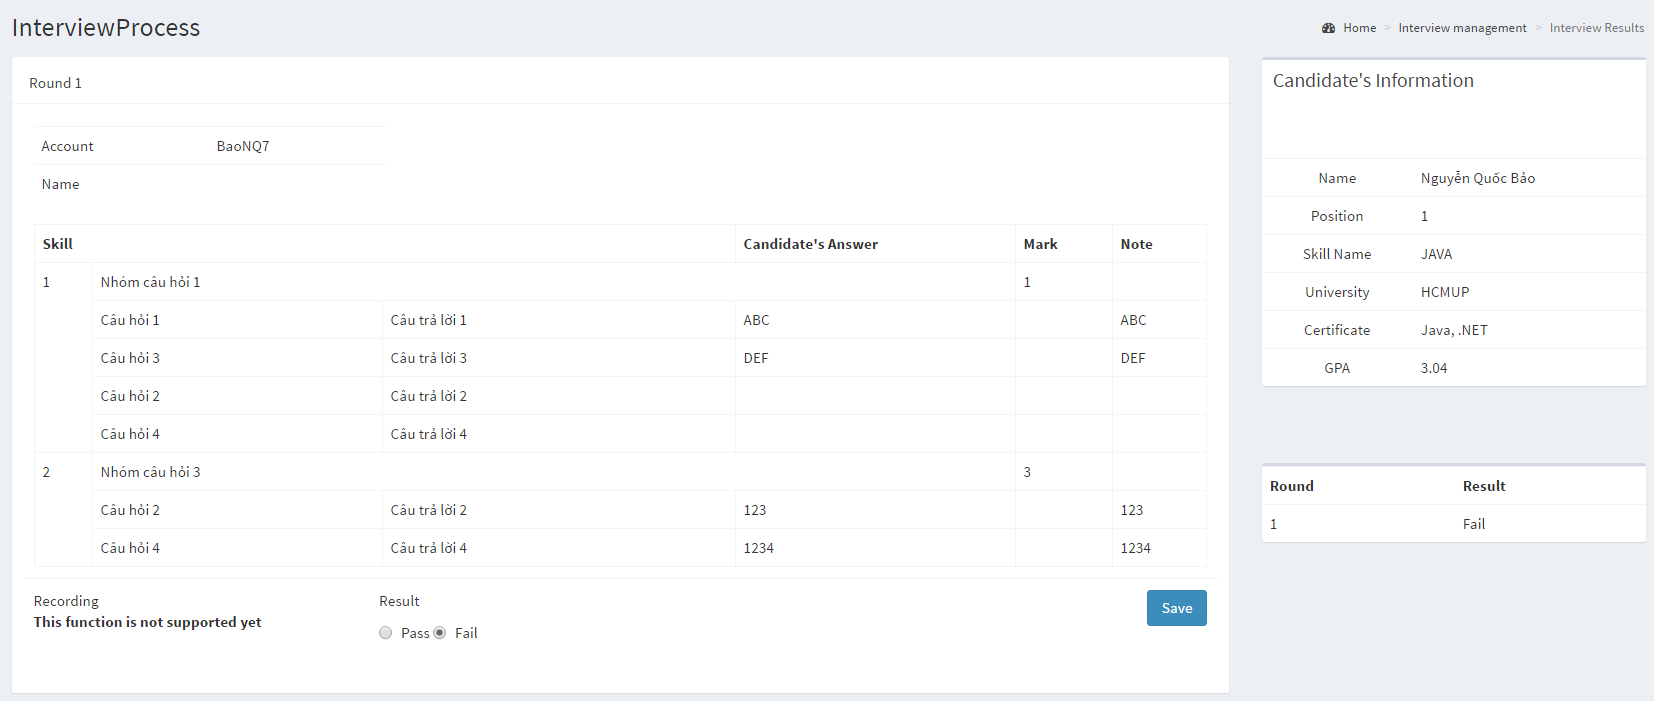 InterviewProcess
Home > Interview management > Interview Results
Round 1
Account BaoNQ7
Name
Skill Candidate's Answer Mark Note
1 Nhóm câu hỏi 1 1
Câu hỏi 1 Câu trả lời 1 ABC ABC
Câu hỏi 3 Câu trả lời 3 DEF DEF
Câu hỏi 2 Câu trả lời 2
Câu hỏi 4 Câu trả lời 4
2 Nhóm câu hỏi 3 3
Câu hỏi 2 Câu trả lời 2 123 123
Câu hỏi 4 Câu trả lời 4 1234 1234
Recording Result
This function is not supported yet
Pass Fail
Save
Candidate's Information
Name Nguyễn Quốc Bảo
Position 1
Skill Name JAVA
University HCMUP
Certificate Java, .NET
GPA 3.04
Round Result
1 Fail